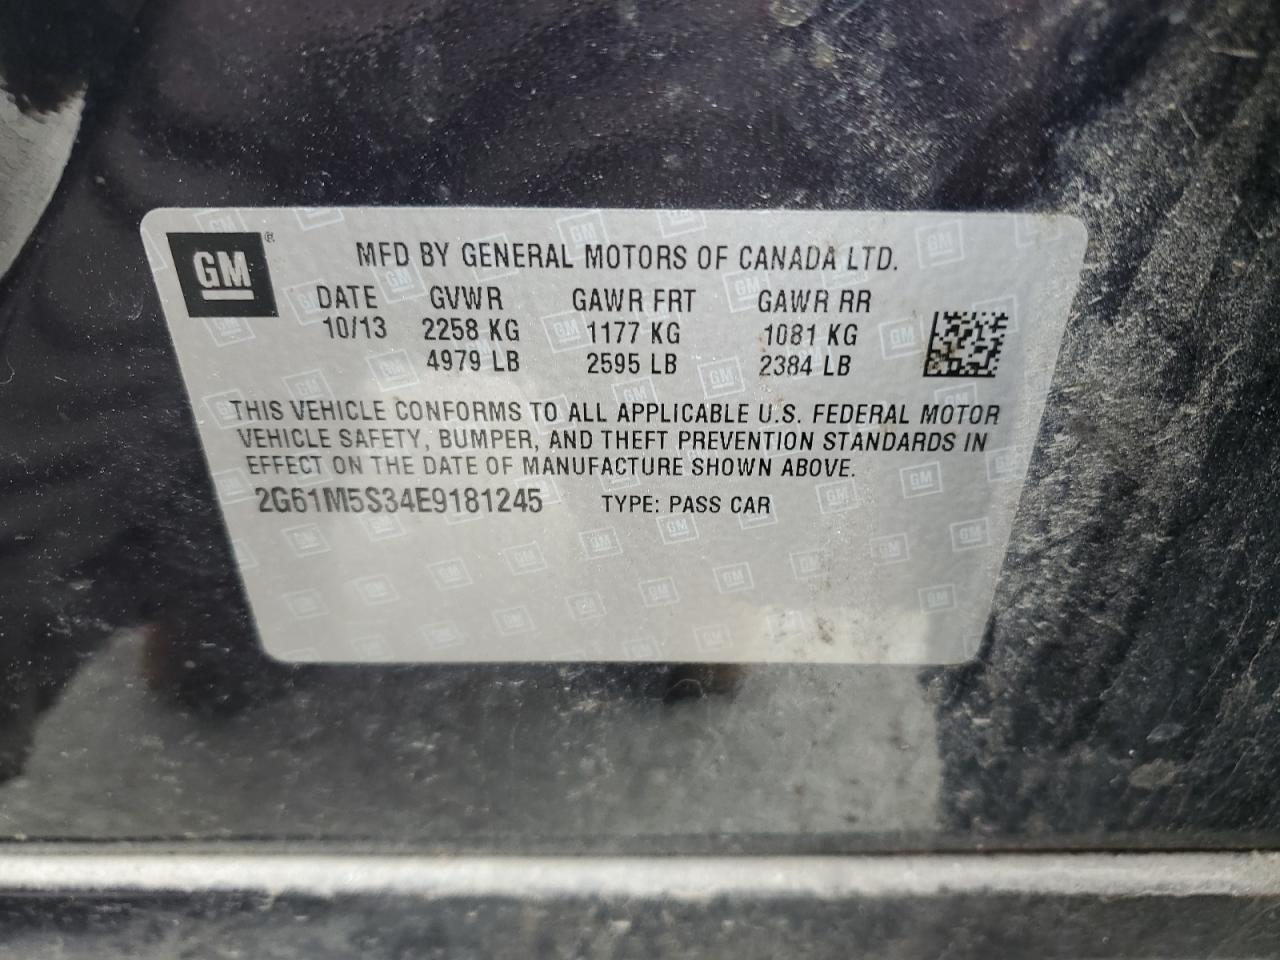 GM
MFD BY GENERAL MOTORS OF CANADA LTD.
DATE GVWR GAWR FRT GAWR RR
10/13 2258 KG 1177 KG 1081 KG
4979 LB 2595 LB 2384 LB
THIS VEHICLE CONFORMS TO ALL APPLICABLE U.S. FEDERAL MOTOR
VEHICLE SAFETY, BUMPER, AND THEFT PREVENTION STANDARDS IN
EFFECT ON THE DATE OF MANUFACTURE SHOWN ABOVE.
2G61M5S34E9181245 TYPE: PASS CAR